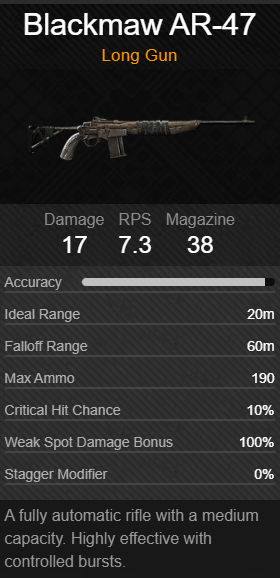 Blackmaw AR-47
Long Gun
Damage RPS Magazine
17 7.3 38
Accuracy
Ideal Range 20m
Falloff Range 60m
Max Ammo 190
Critical Hit Chance 10%
Weak Spot Damage Bonus 100%
Stagger Modifier 0%
A fully automatic rifle with a medium
capacity. Highly effective with
controlled bursts.